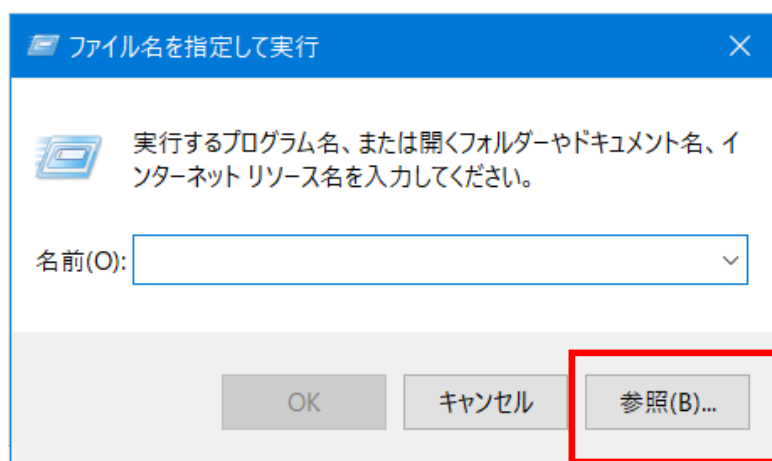 ファイル名を指定して実行
実行するプログラム名、または開くフォルダーやドキュメント名、イ
ンターネット リソース名を入力してください。
名前(O):
OK
キャンセル
参照(B)...